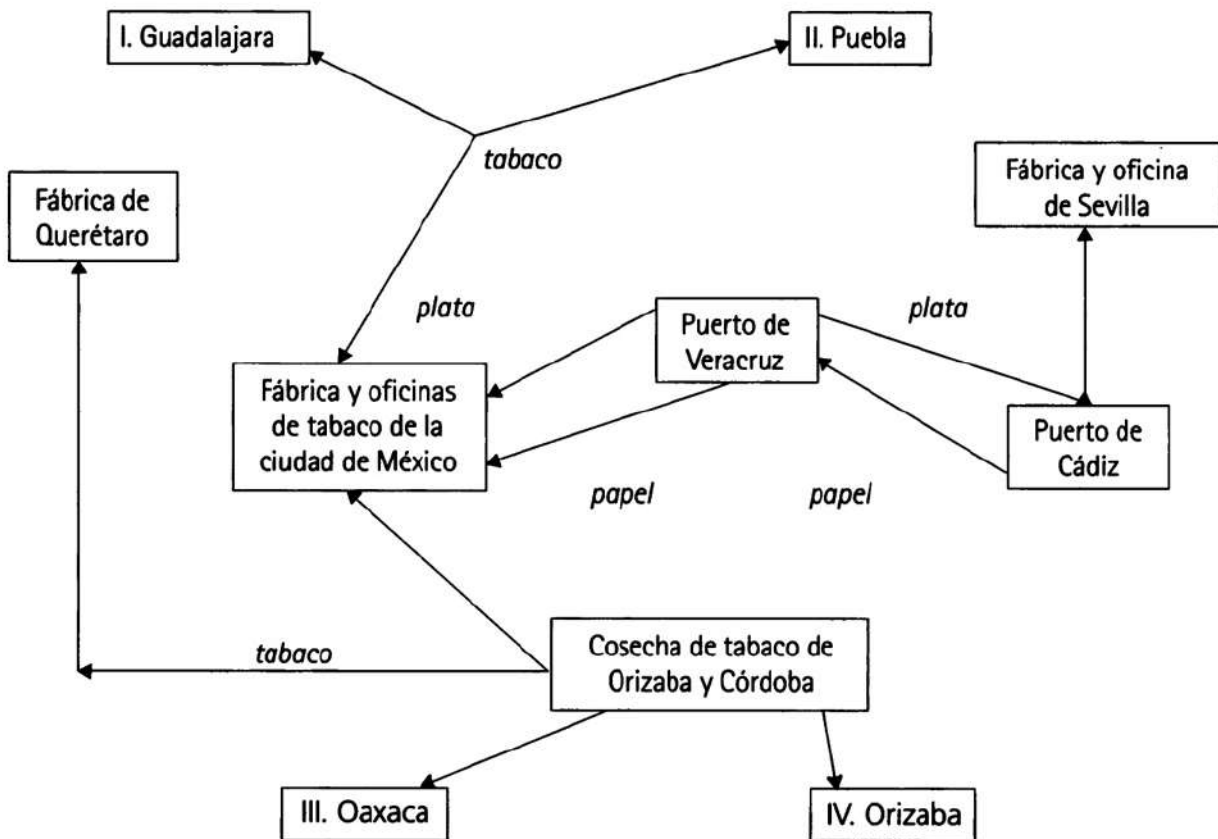 I. Guadalajara
II. Puebla
tabaco
Fábrica de
Querétaro
Fábrica y oficina
de Sevilla
plata
Puerto de
Veracruz
plata
Fábrica y oficinas
de tabaco de la
ciudad de México
Puerto de
Cádiz
papel
papel
tabaco
Cosecha de tabaco de
Orizaba y Córdoba
III. Oaxaca
IV. Orizaba